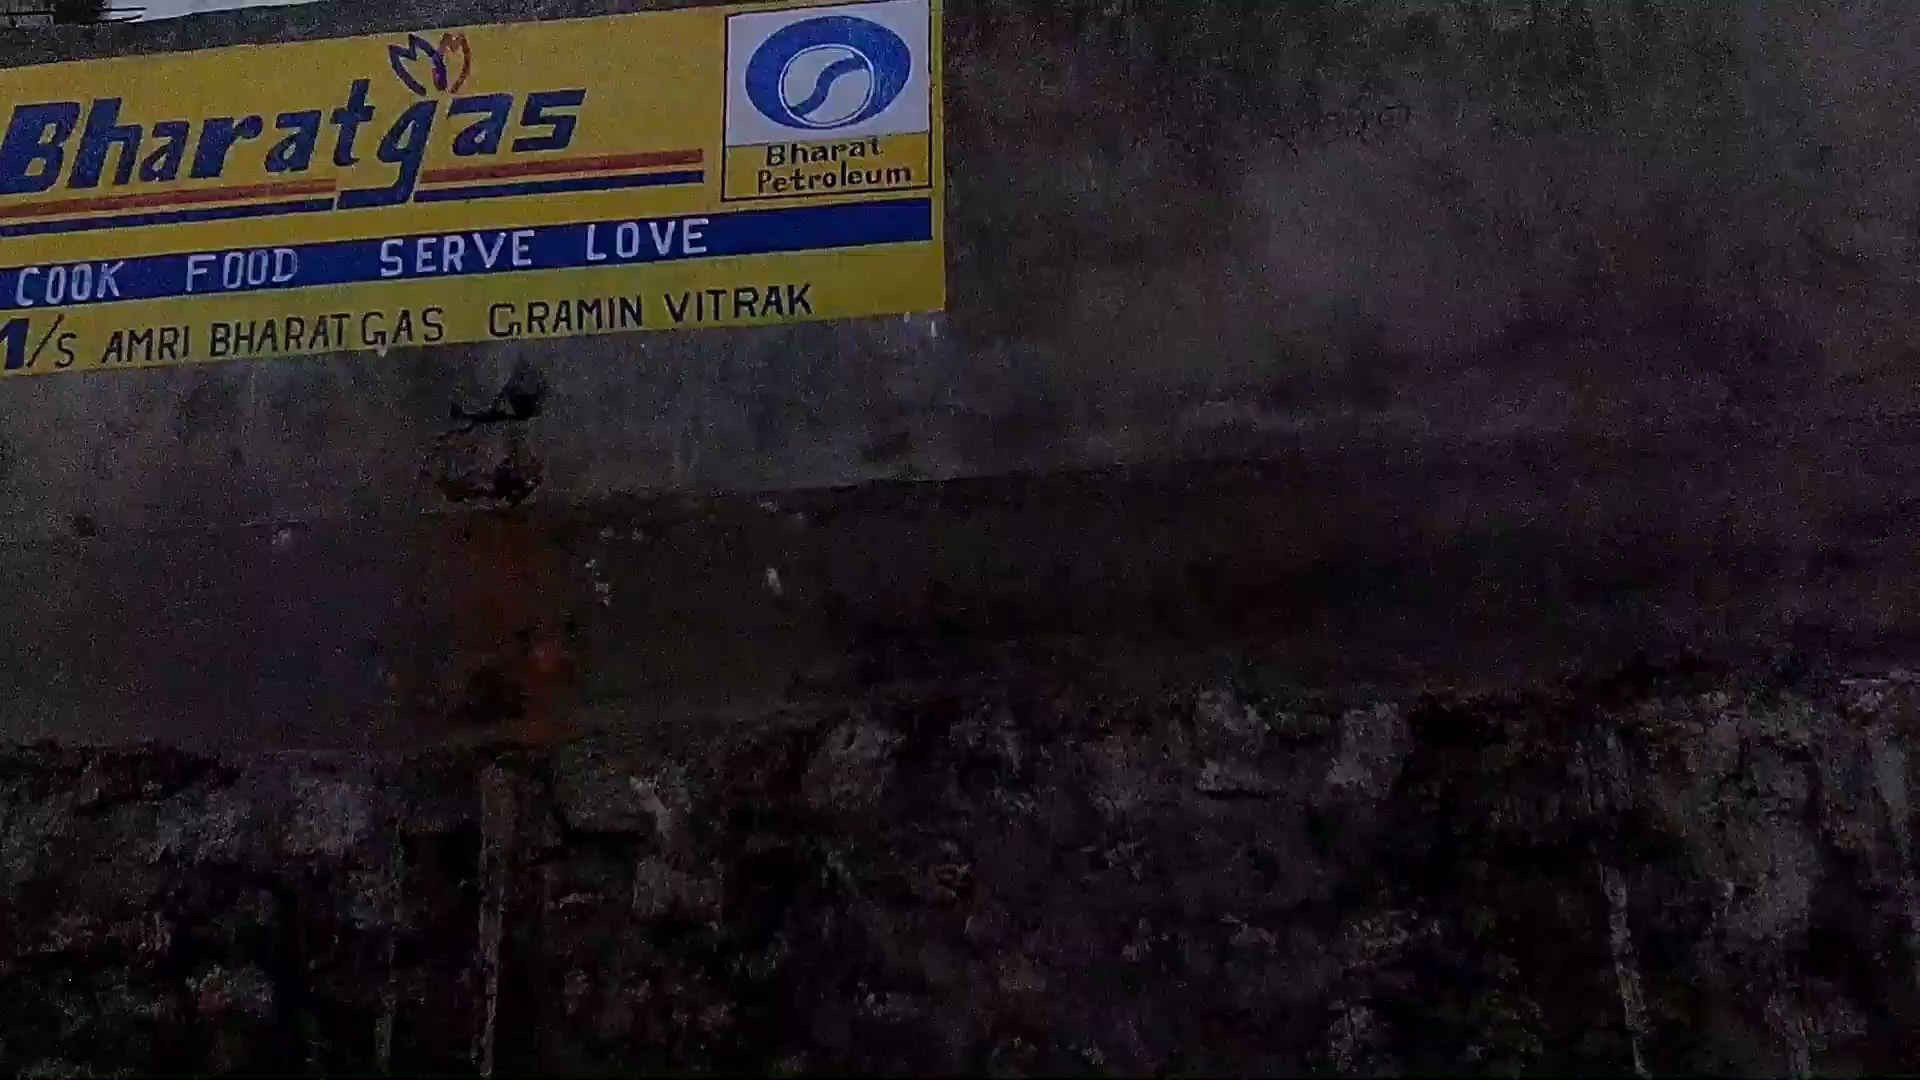 Bharatgas
Bharat
Petroleum
COOK FOOD SERVE LOVE
M/S AMRI BHARAT GAS GRAMIN VITRAK